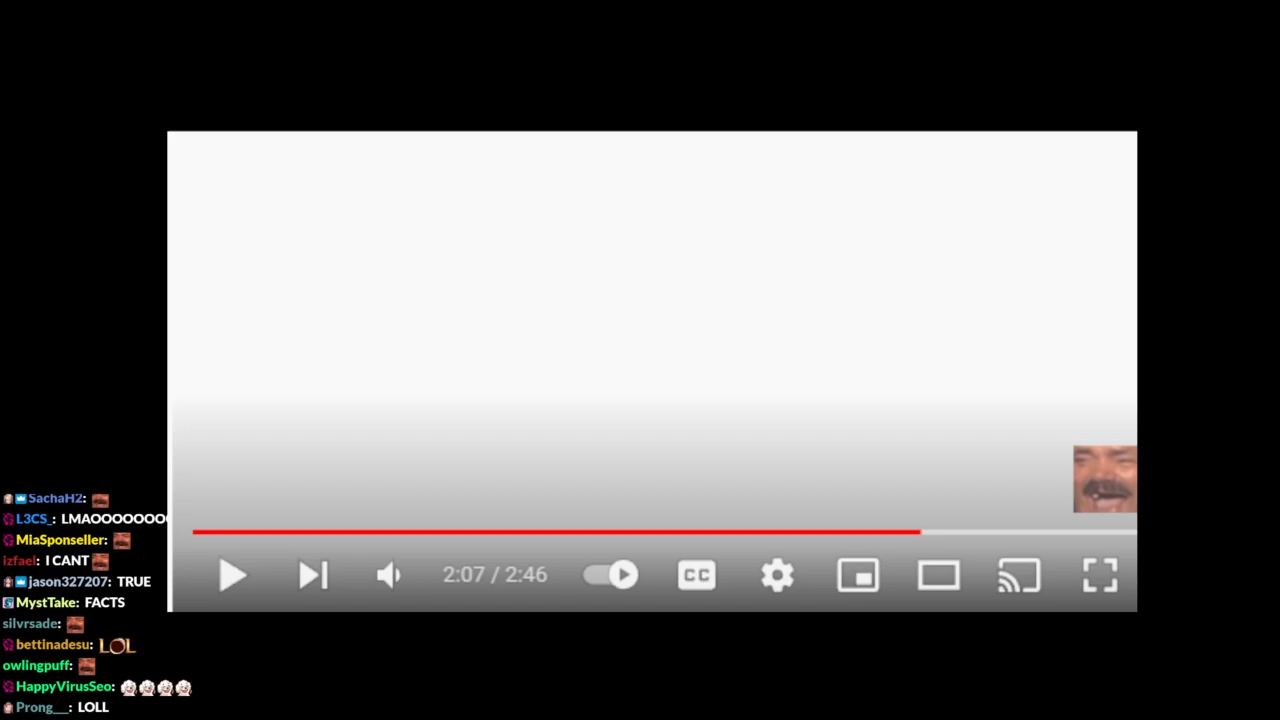 SachaH2:
L3CS_: LMAOOOOOOO
MiaSponseller:
izfael: I CANT
jason327207: TRUE
MystTake: FACTS
silvrsade:
bettinadesu: LOL
owlingpuff:
HappyVirusSeo:
Prong__: LOLL
2:07 / 2:46
CC